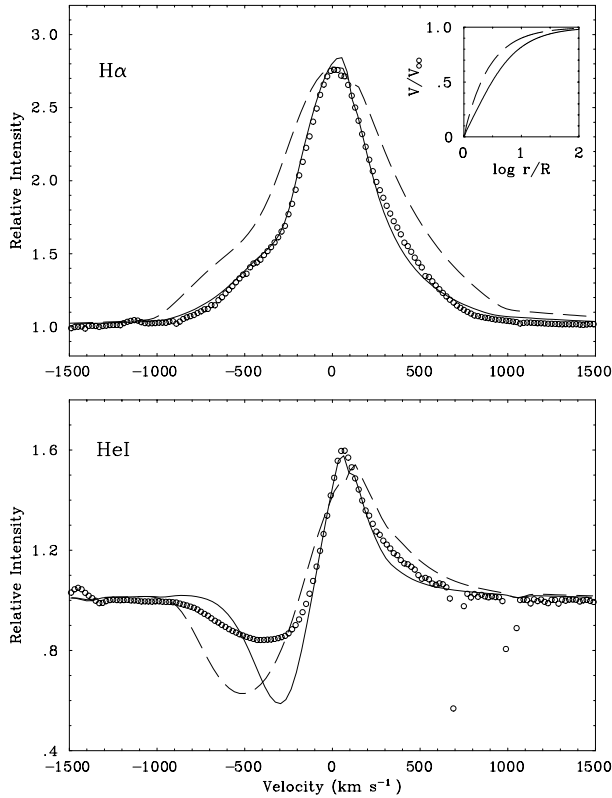 3.0
2.5
2.0
1.5
1.0
Relative Intensity
Hα
V/V∞
1.0
.5
0
0 1 2
log r/R
−1500 −1000 −500 0 500 1000 1500
1.6
1.2
.8
.4
Relative Intensity
HeI
−1500 −1000 −500 0 500 1000 1500
Velocity (km s⁻¹)